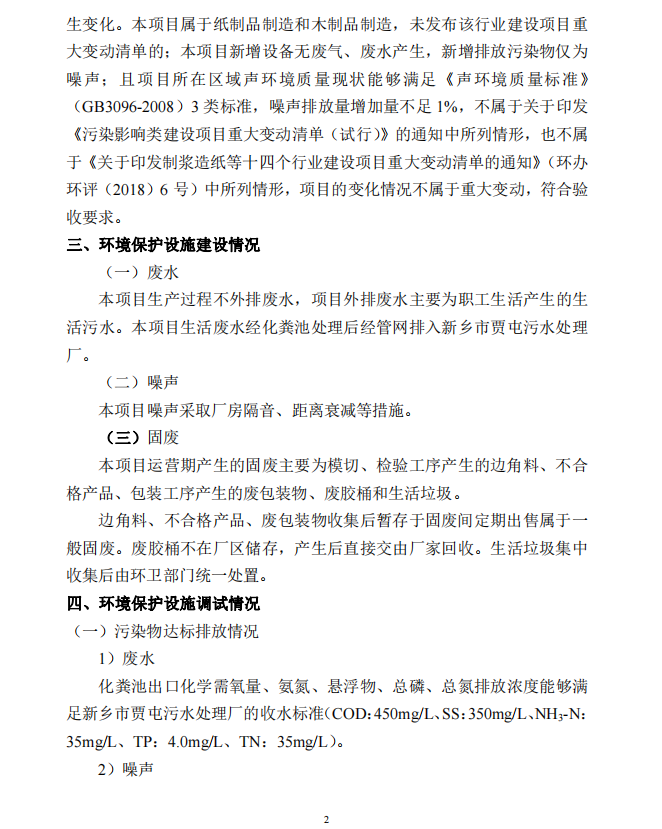 生变化。本项目属于纸制品制造和木制品制造，未发布该行业建设项目重
大变动清单的；本项目新增设备无废气、废水产生，新增排放污染物仅为
噪声；且项目所在区域声环境质量现状能够满足《声环境质量标准》
（GB3096-2008）3 类标准，噪声排放量增加量不足 1%，不属于关于印发
《污染影响类建设项目重大变动清单（试行）》的通知中所列情形，也不属
于《关于印发制浆造纸等十四个行业建设项目重大变动清单的通知》（环办
环评（2018）6 号）中所列情形，项目的变化情况不属于重大变动，符合验
收要求。
三、环境保护设施建设情况
（一）废水
本项目生产过程不外排废水，项目外排废水主要为职工生活产生的生
活污水。本项目生活废水经化粪池处理后经管网排入新乡市贾屯污水处理
厂。
（二）噪声
本项目噪声采取厂房隔音、距离衰减等措施。
（三）固废
本项目运营期产生的固废主要为模切、检验工序产生的边角料、不合
格产品、包装工序产生的废包装物、废胶桶和生活垃圾。
边角料、不合格产品、废包装物收集后暂存于固废间定期出售属于一
般固废。废胶桶不在厂区储存，产生后直接交由厂家回收。生活垃圾集中
收集后由环卫部门统一处置。
四、环境保护设施调试情况
（一）污染物达标排放情况
1）废水
化粪池出口化学需氧量、氨氮、悬浮物、总磷、总氮排放浓度能够满
足新乡市贾屯污水处理厂的收水标准（COD：450mg/L、SS：350mg/L、NH₃-N：
35mg/L、TP：4.0mg/L、TN：35mg/L）。
2）噪声
2